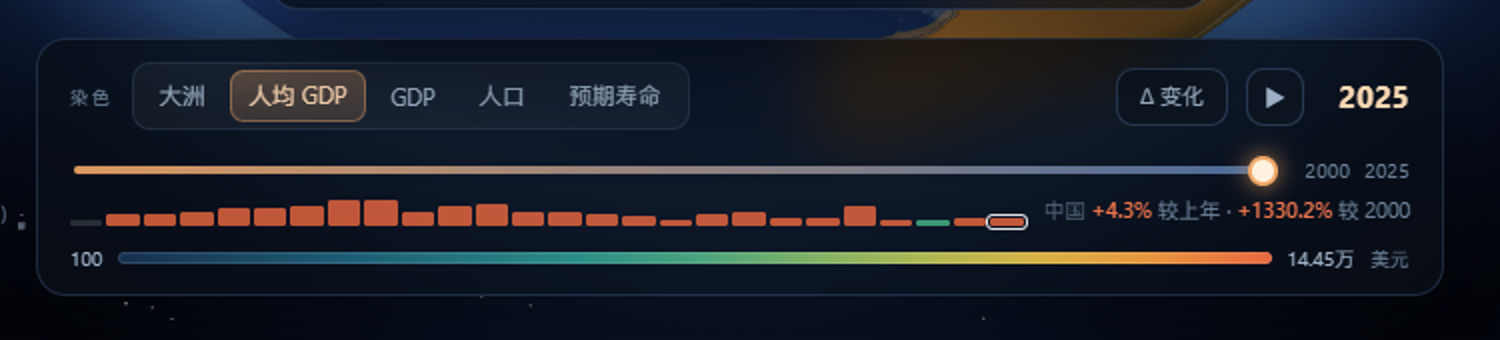 染色 大洲 人均 GDP GDP 人口 预期寿命 Δ 变化 2025
2000 2025
中国 +4.3% 较上年 · +1330.2% 较 2000
100 14.45万 美元